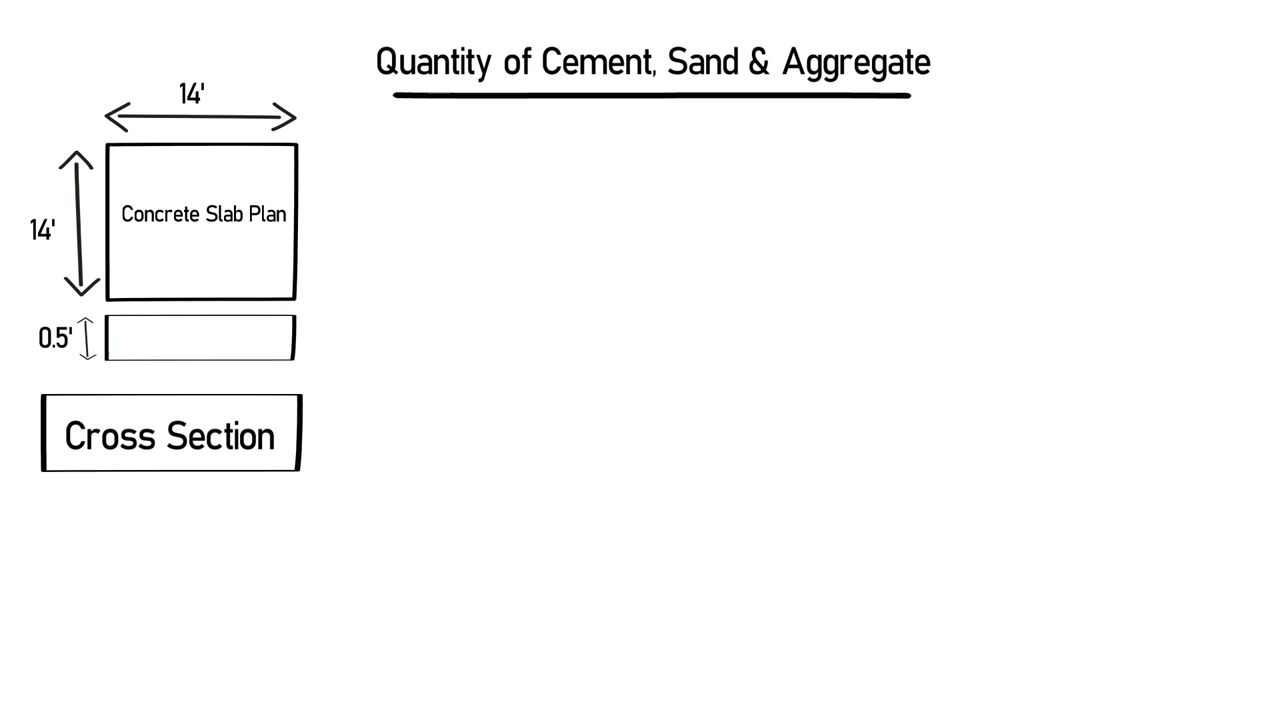 Quantity of Cement, Sand & Aggregate
14'
14'
Concrete Slab Plan
0.5'
Cross Section